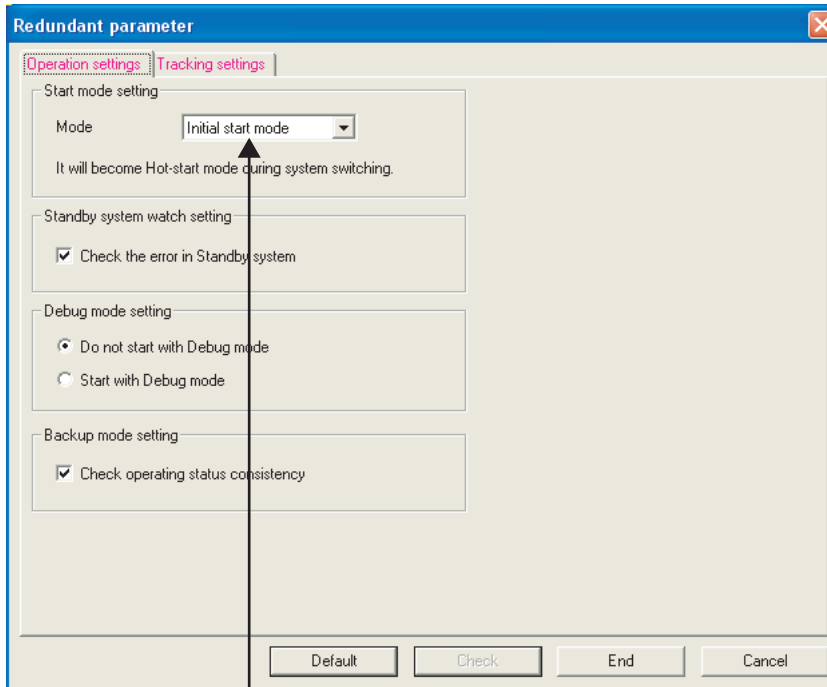 Redundant parameter
Operation settings Tracking settings
Start mode setting
Mode Initial start mode
It will become Hot-start mode during system switching.
Standby system watch setting
Check the error in Standby system
Debug mode setting
Do not start with Debug mode
Start with Debug mode
Backup mode setting
Check operating status consistency
Default Check End Cancel